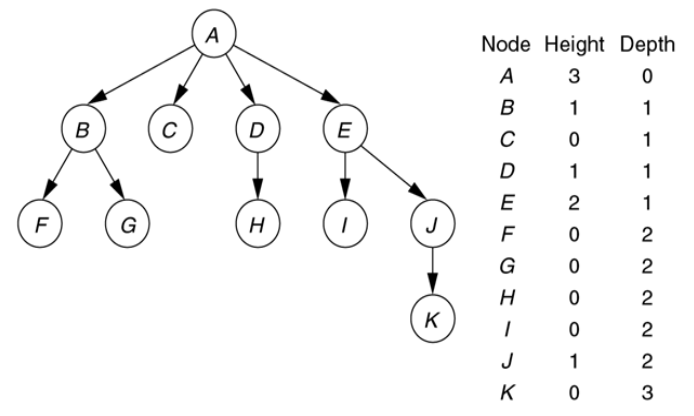 A
B C D E
F G H I J
K
Node Height Depth
A 3 0
B 1 1
C 0 1
D 1 1
E 2 1
F 0 2
G 0 2
H 0 2
I 0 2
J 1 2
K 0 3